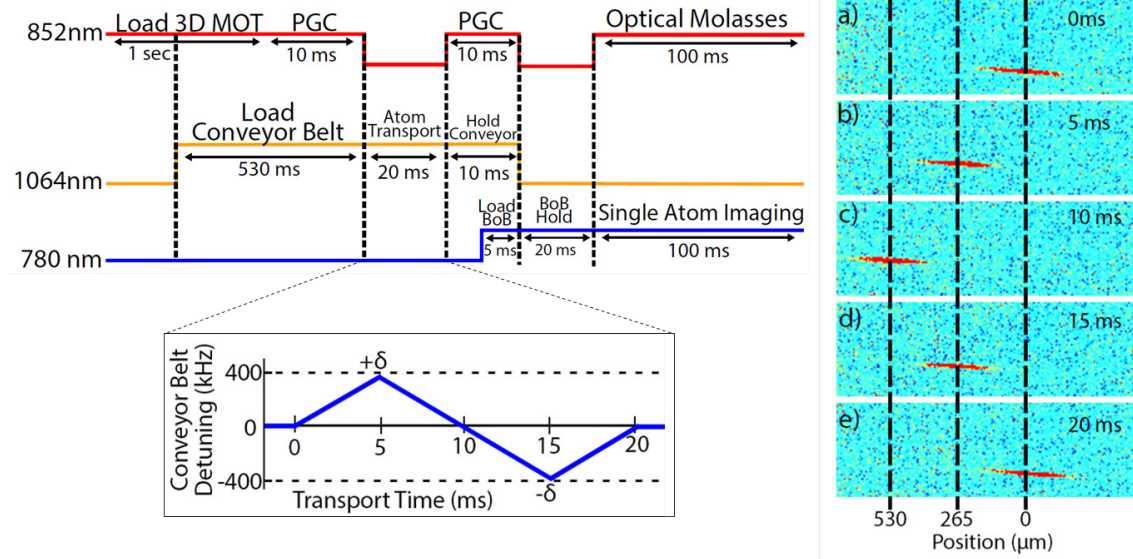 852nm
Load 3D MOT
1 sec
PGC
10 ms
PGC
10 ms
Optical Molasses
100 ms
1064nm
Load
Conveyor Belt
530 ms
Atom
Transport
20 ms
Hold
Conveyor
10 ms
780 nm
Load
BoB
5 ms
BoB
Hold
20 ms
Single Atom Imaging
100 ms
Conveyor Belt
Detuning (kHz)
400
0
-400
+δ
-δ
0 5 10 15 20
Transport Time (ms)
a) 0ms
b) 5 ms
c) 10 ms
d) 15 ms
e) 20 ms
530 265 0
Position (μm)